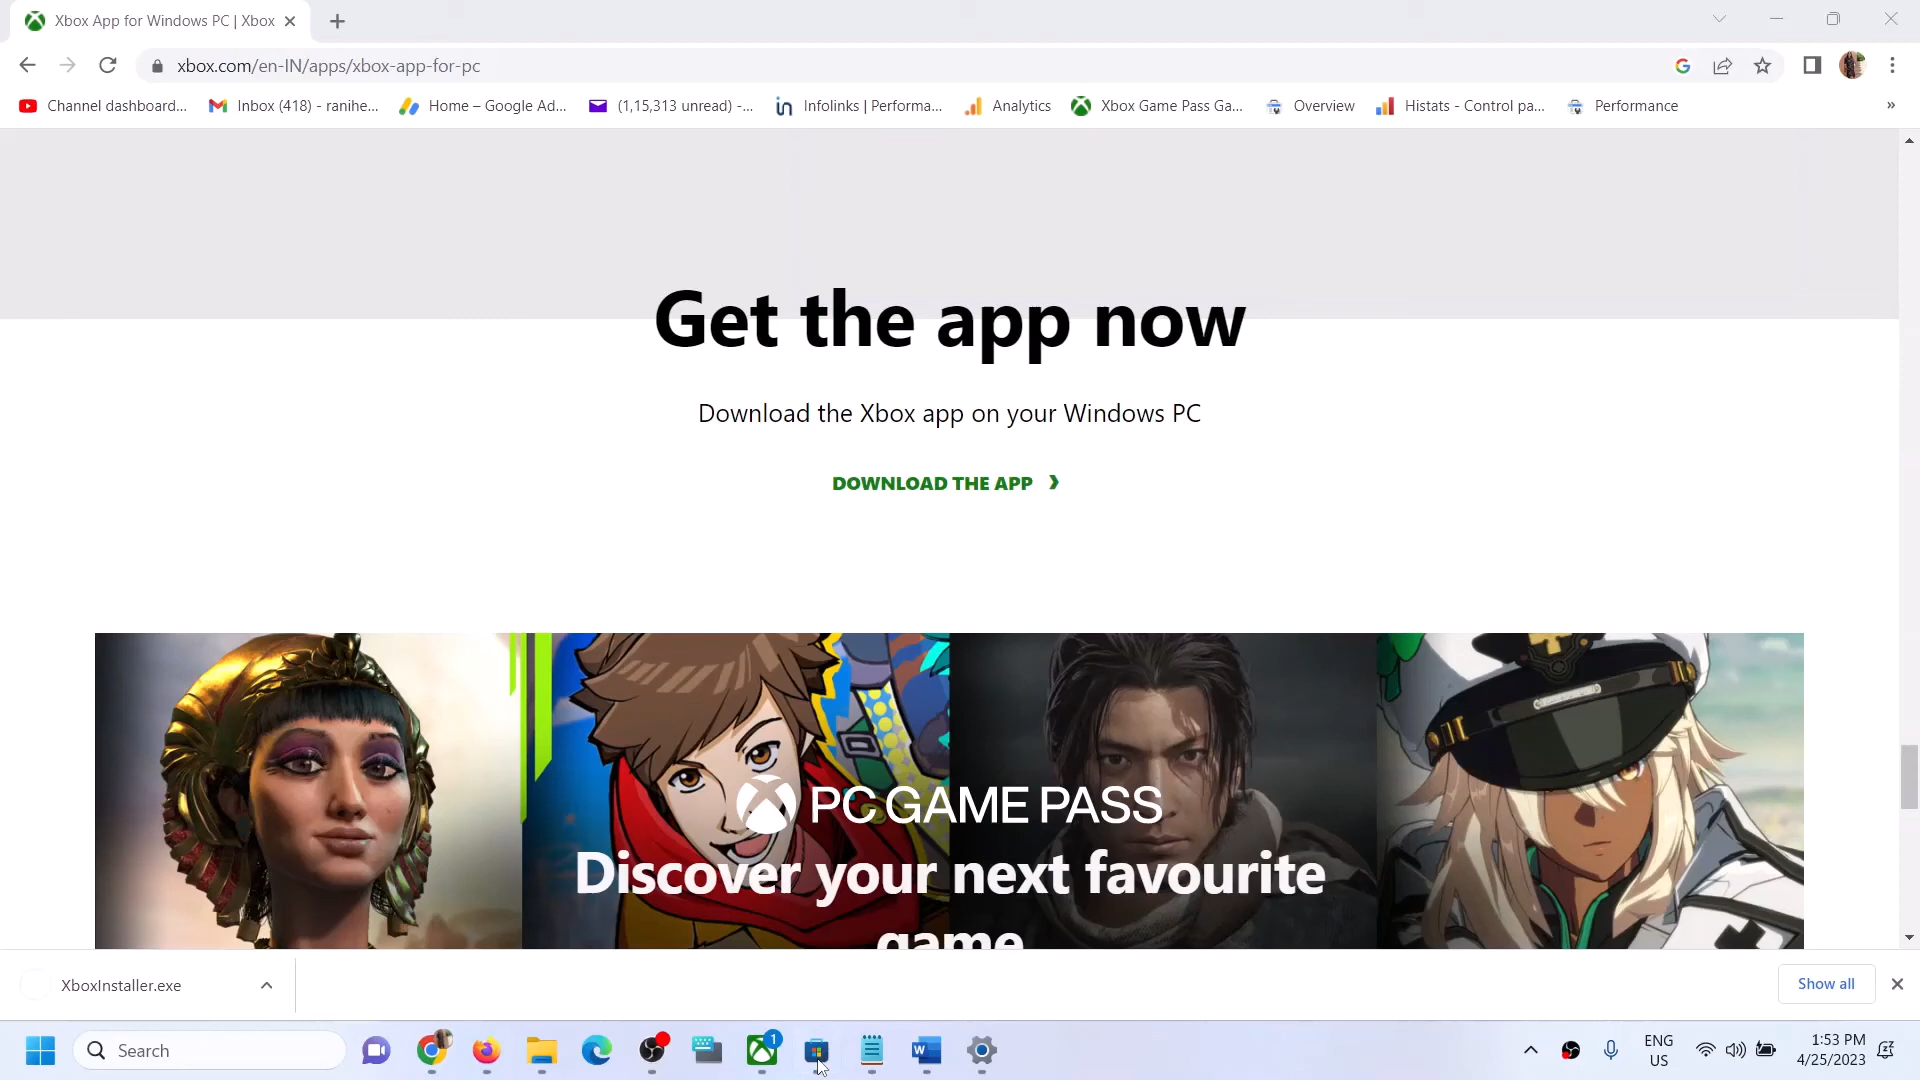 Xbox App for Windows PC | Xbox
xbox.com/en-IN/apps/xbox-app-for-pc
Channel dashboard...
Inbox (418) - ranihe...
Home – Google Ad...
(1,15,313 unread) -...
Infolinks | Performa...
Analytics
Xbox Game Pass Ga...
Overview
Histats - Control pa...
Performance
»
Get the app now
Download the Xbox app on your Windows PC
DOWNLOAD THE APP
PC GAME PASS
Discover your next favourite
game
XboxInstaller.exe
Show all
Search
1
ENG
US
1:53 PM
4/25/2023